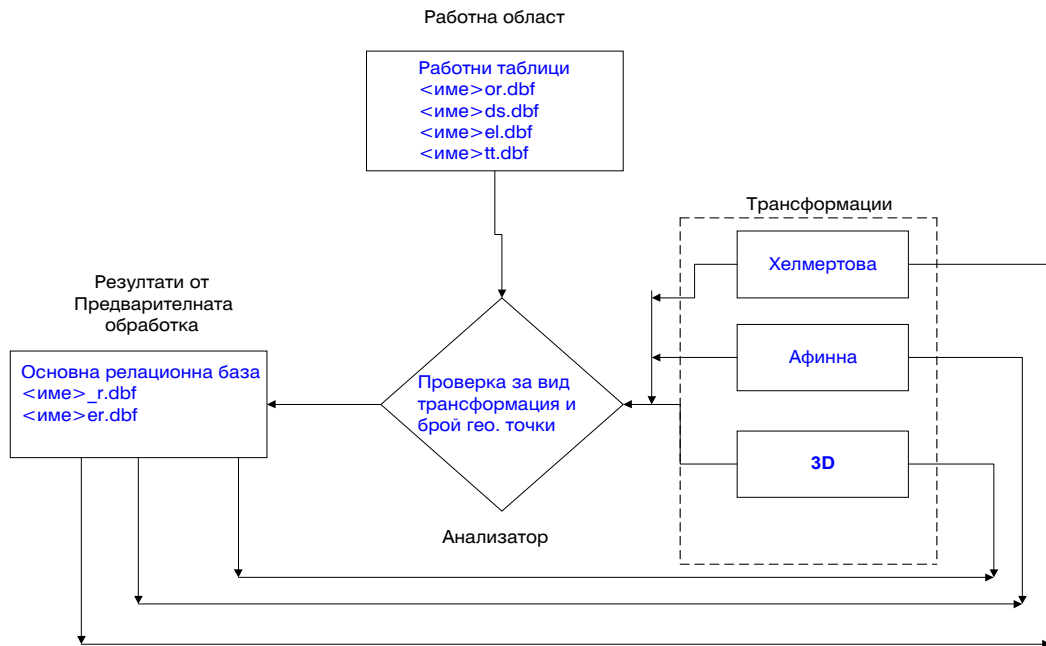 Работна област
Работни таблици
<име>or.dbf
<име>ds.dbf
<име>el.dbf
<име>tt.dbf
Трансформации
Хелмертова
Афинна
3D
Резултати от
Предварителната
обработка
Основна релационна база
<име>_r.dbf
<име>er.dbf
Проверка за вид
трансформация и
брой гео. точки
Анализатор